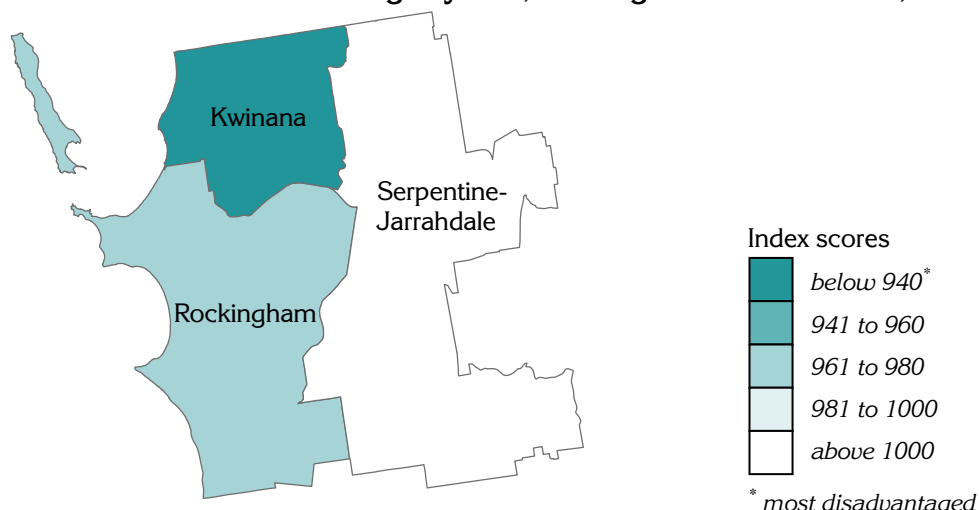 Kwinana
Serpentine-
Jarrahdale
Rockingham
Index scores
below 940*
941 to 960
961 to 980
981 to 1000
above 1000
* most disadvantaged